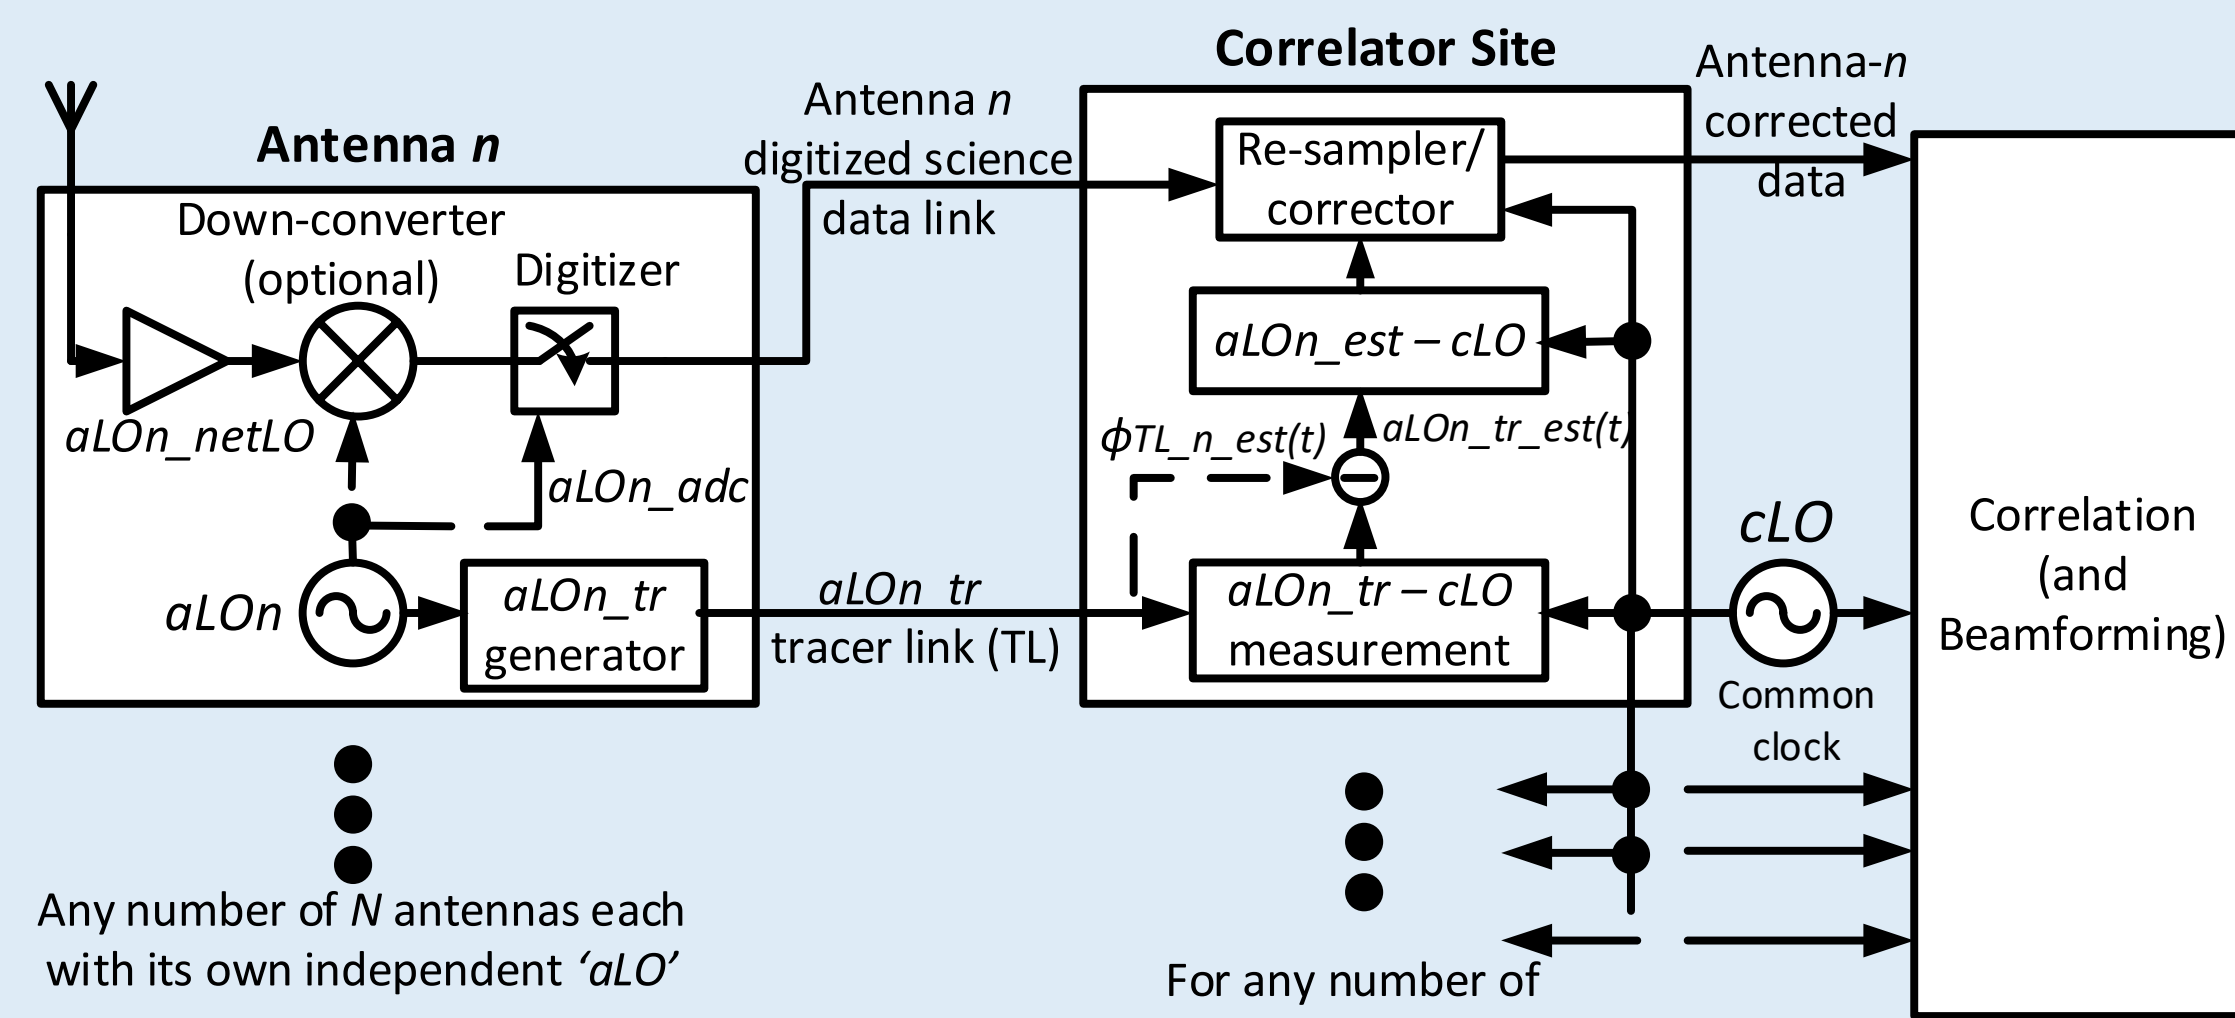 Correlator Site
Antenna n
Down-converter
(optional)
Digitizer
aLOn_netLO
aLOn_adc
aLOn
aLOn_tr
generator
Any number of N antennas each
with its own independent ‘aLO’
Antenna n
digitized science
data link
aLOn_tr
tracer link (TL)
Re-sampler/
corrector
aLOn_est – cLO
ϕTL_n_est(t)
aLOn_tr_est(t)
aLOn_tr – cLO
measurement
For any number of
Antenna-n
corrected
data
cLO
Common
clock
Correlation
(and
Beamforming)